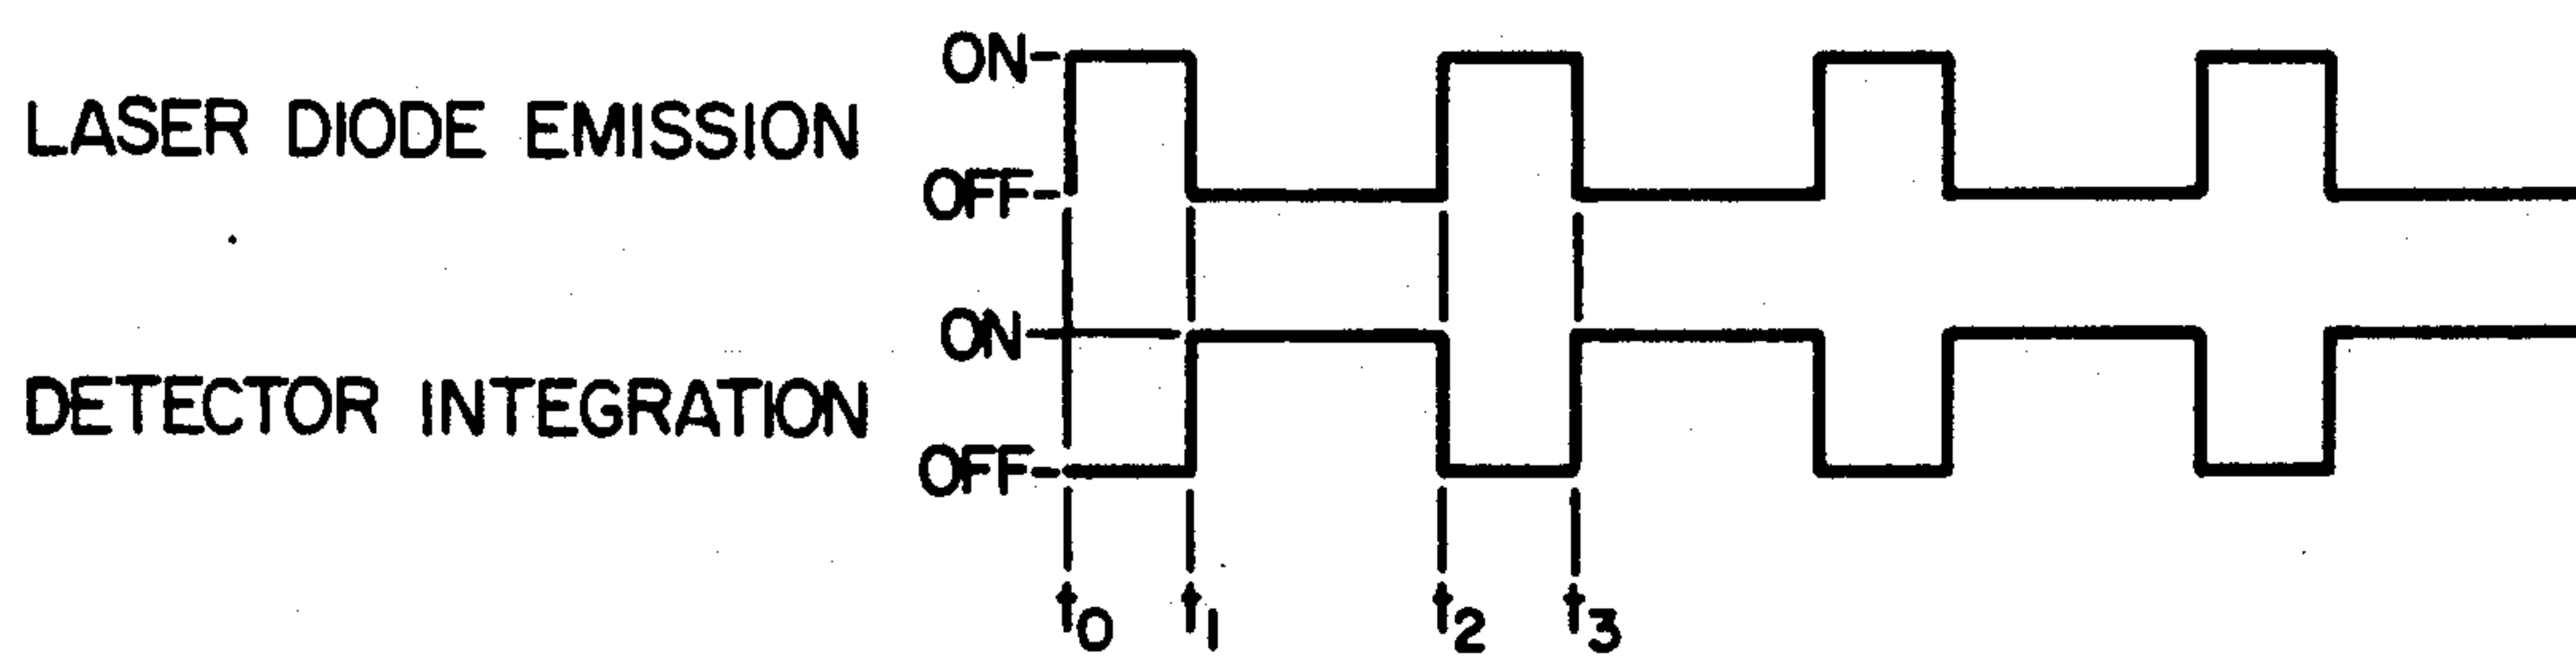 ON
LASER DIODE EMISSION
OFF
ON
DETECTOR INTEGRATION
OFF
t0 t1 t2 t3